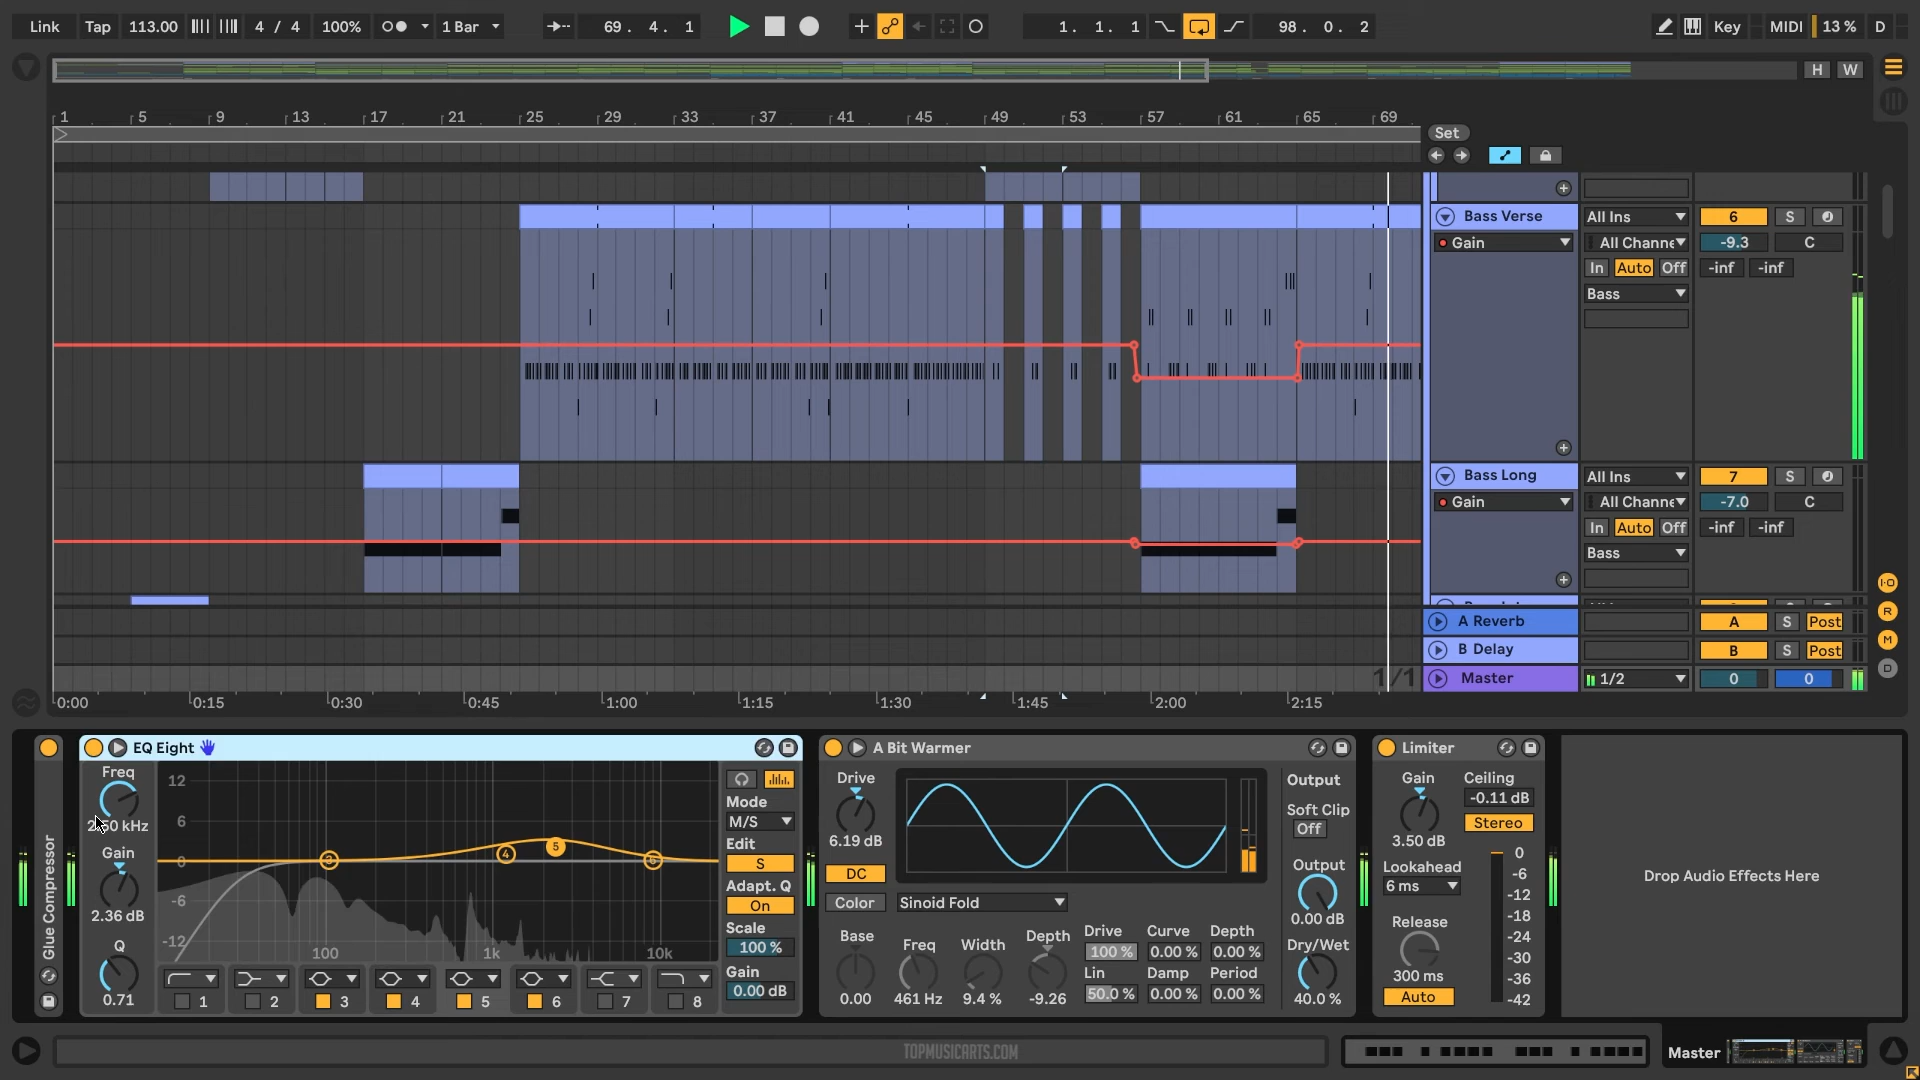 Link Tap 113.00 4 / 4 100% 1 Bar 69. 4. 1 1. 1. 1 98. 0. 2 Key MIDI 13 % D
H W
1 5 9 13 17 21 25 29 33 37 41 45 49 53 57 61 65 69
Set
Bass Verse All Ins 6 S
Gain All Channe -9.3 C
In Auto Off -inf -inf
Bass
Bass Long All Ins 7 S
Gain All Channe -7.0 C
In Auto Off -inf -inf
Bass
A Reverb A S Post
B Delay B S Post
1/1 Master 1/2 0 0
0:00 0:15 0:30 0:45 1:00 1:15 1:30 1:45 2:00 2:15
I·O
R
M
D
Glue Compressor
EQ Eight
Freq
kHz
Gain
2.36 dB
Q
0.71
12
6
0
-6
-12
100 1k 10k
3 4 5 6
1 2 3 4 5 6 7 8
Mode
M/S
Edit
S
Adapt. Q
On
Scale
100 %
Gain
0.00 dB
A Bit Warmer
Drive
6.19 dB
DC
Color Sinoid Fold
Base Freq Width Depth
0.00 461 Hz 9.4 % -9.26
Drive Curve Depth
100 % 0.00 % 0.00 %
Lin Damp Period
50.0 % 0.00 % 0.00 %
Output
Soft Clip
Off
Output
0.00 dB
Dry/Wet
40.0 %
Limiter
Gain Ceiling
-0.11 dB
Stereo
3.50 dB
Lookahead
6 ms
Release
300 ms
Auto
0
-6
-12
-18
-24
-30
-36
-42
Drop Audio Effects Here
TOPMUSICARTS.COM
Master